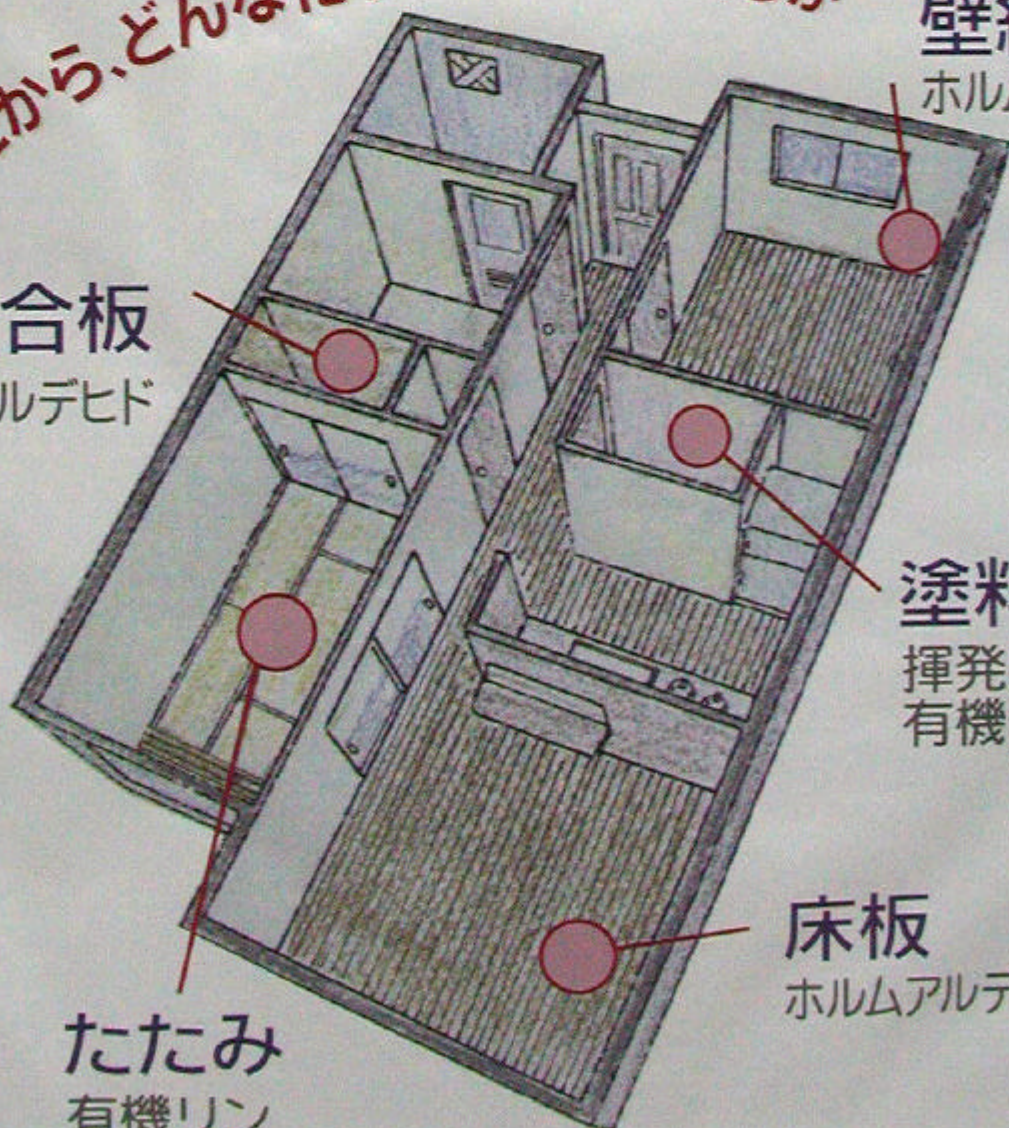 から、どんな
壁
ホル
合板
ルデヒド
塗料
揮発
有機
床板
ホルムアルデ
たたみ
有機リン